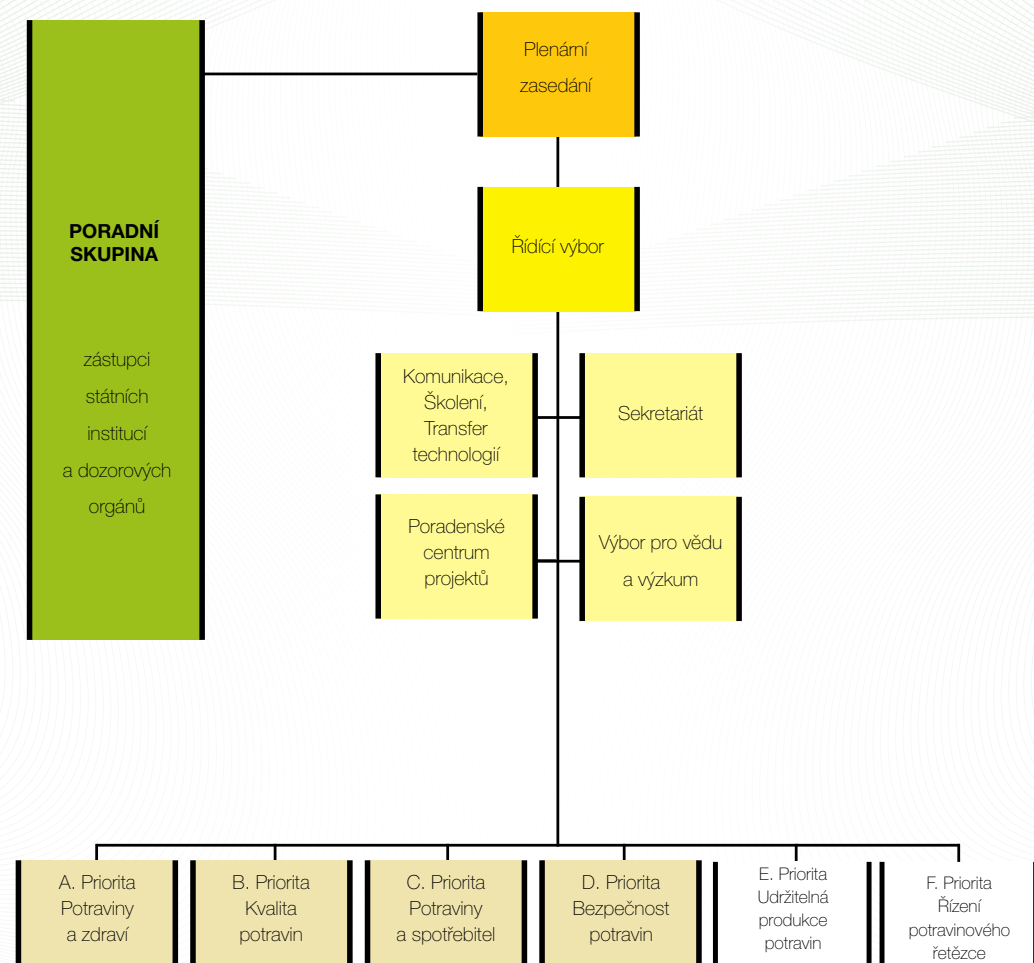 Plenární
zasedání
PORADNÍ
SKUPINA
zástupci
státních
institucí
a dozorových
orgánů
Řídící výbor
Komunikace,
Školení,
Transfer
technologií
Sekretariát
Poradenské
centrum
projektů
Výbor pro vědu
a výzkum
A. Priorita
Potraviny
a zdraví
B. Priorita
Kvalita
potravin
C. Priorita
Potraviny
a spotřebitel
D. Priorita
Bezpečnost
potravin
E. Priorita
Udržitelná
produkce
potravin
F. Priorita
Řízení
potravinového
řetězce